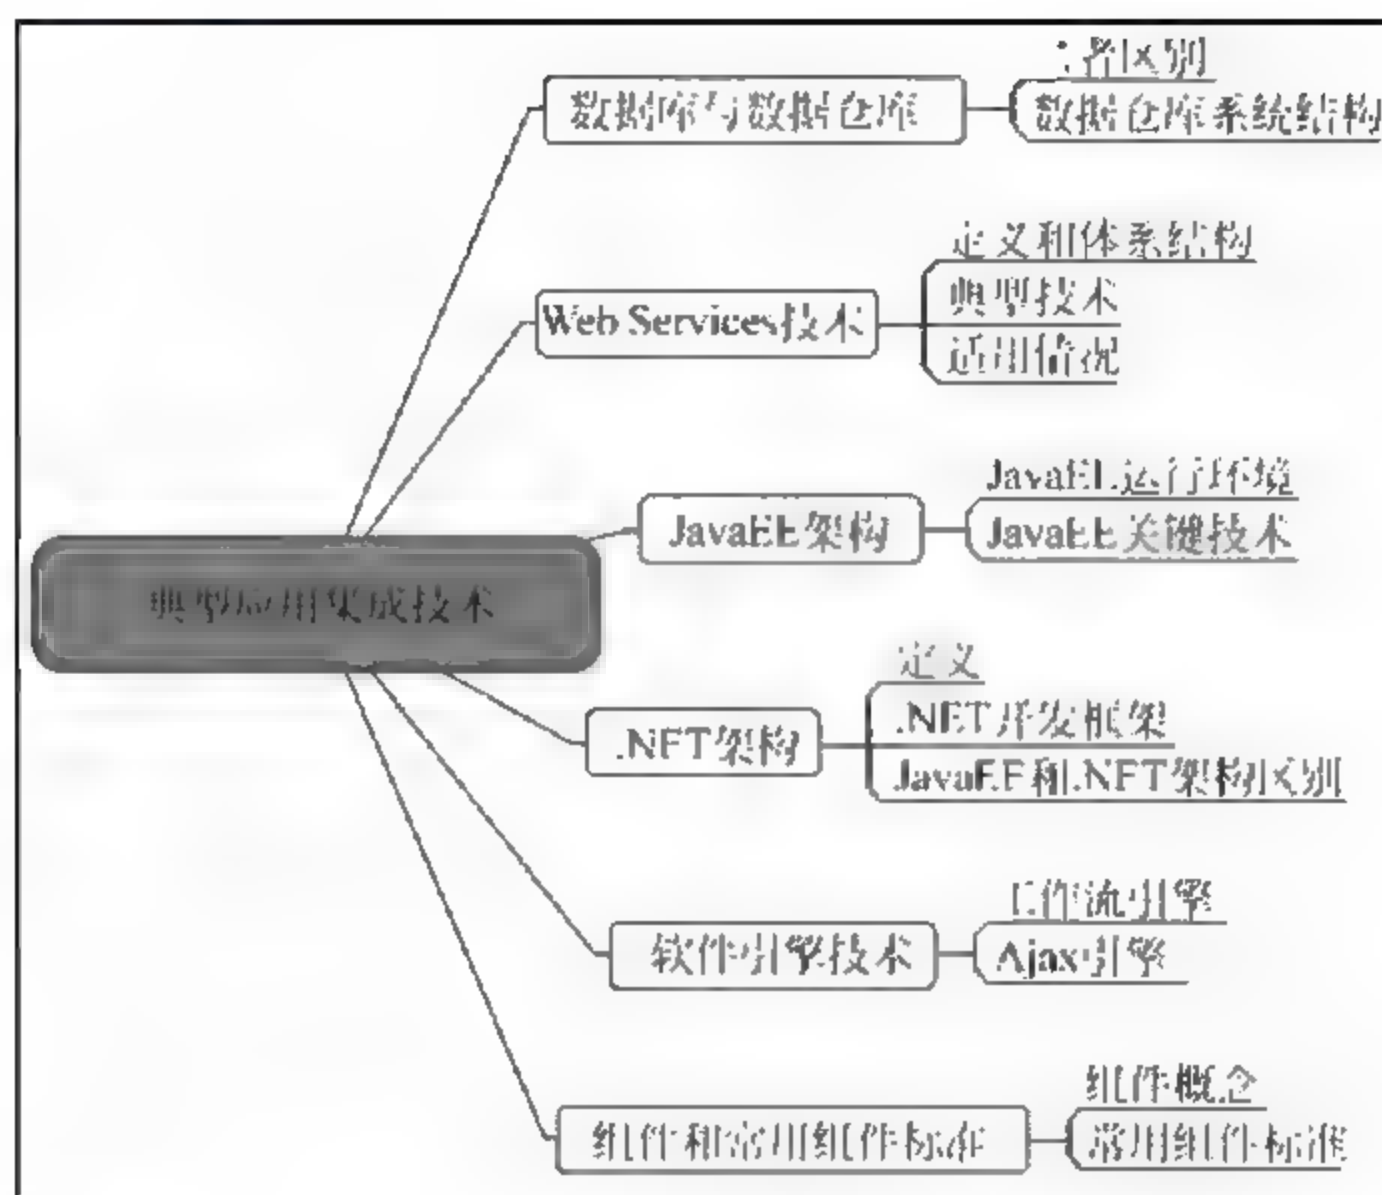 二者区别
数据库与数据仓库
数据仓库系统结构
定义和体系结构
Web Services技术
典型技术
适用情况
JavaEE运行环境
JavaEE架构
JavaEE关键技术
典型应用集成技术
定义
.NET架构
.NET开发框架
JavaEE和.NET架构区别
工作流引擎
软件引擎技术
Ajax引擎
组件概念
组件和常用组件标准
常用组件标准